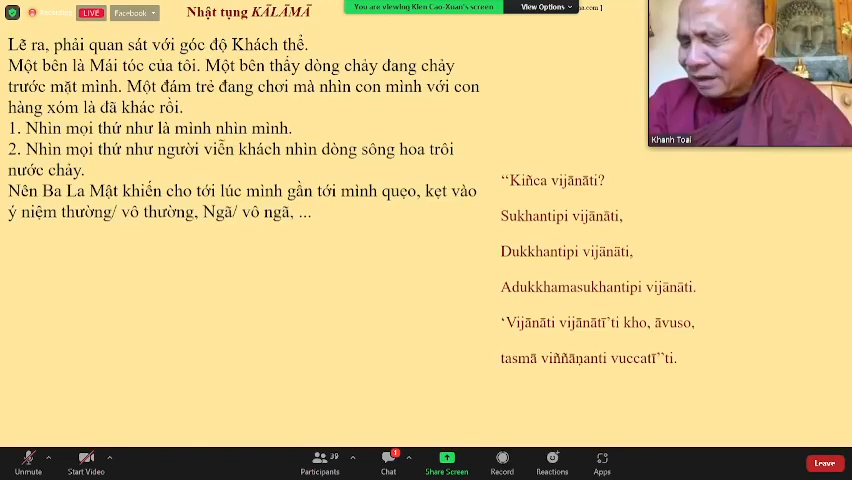 Nhật tụng KĀLĀMĀ
You are viewing Kien Cao-Xuan's screen
View Options
.com ]
LIVE
Facebook
Lẽ ra, phải quan sát với góc độ Khách thể.
Một bên là Mái tóc của tôi. Một bên thấy dòng chảy đang chảy
trước mặt mình. Một đám trẻ đang chơi mà nhìn con mình với con
hàng xóm là đã khác rồi.
1. Nhìn mọi thứ như là mình nhìn mình.
2. Nhìn mọi thứ như người viễn khách nhìn dòng sông hoa trôi
nước chảy.
Nên Ba La Mật khiến cho tới lúc mình gần tới mình quẹo, kẹt vào
ý niệm thường/ vô thường, Ngã/ vô ngã, ...
Khanh Toai
“Kiñca vijānāti?
Sukhantipi vijānāti,
Dukkhantipi vijānāti,
Adukkhamasukhantipi vijānāti.
‘Vijānāti vijānātī’ti kho, āvuso,
tasmā viññāṇanti vuccatī”ti.
Unmute
Start Video
Participants
39
Chat
1
Share Screen
Record
Reactions
Apps
Leave